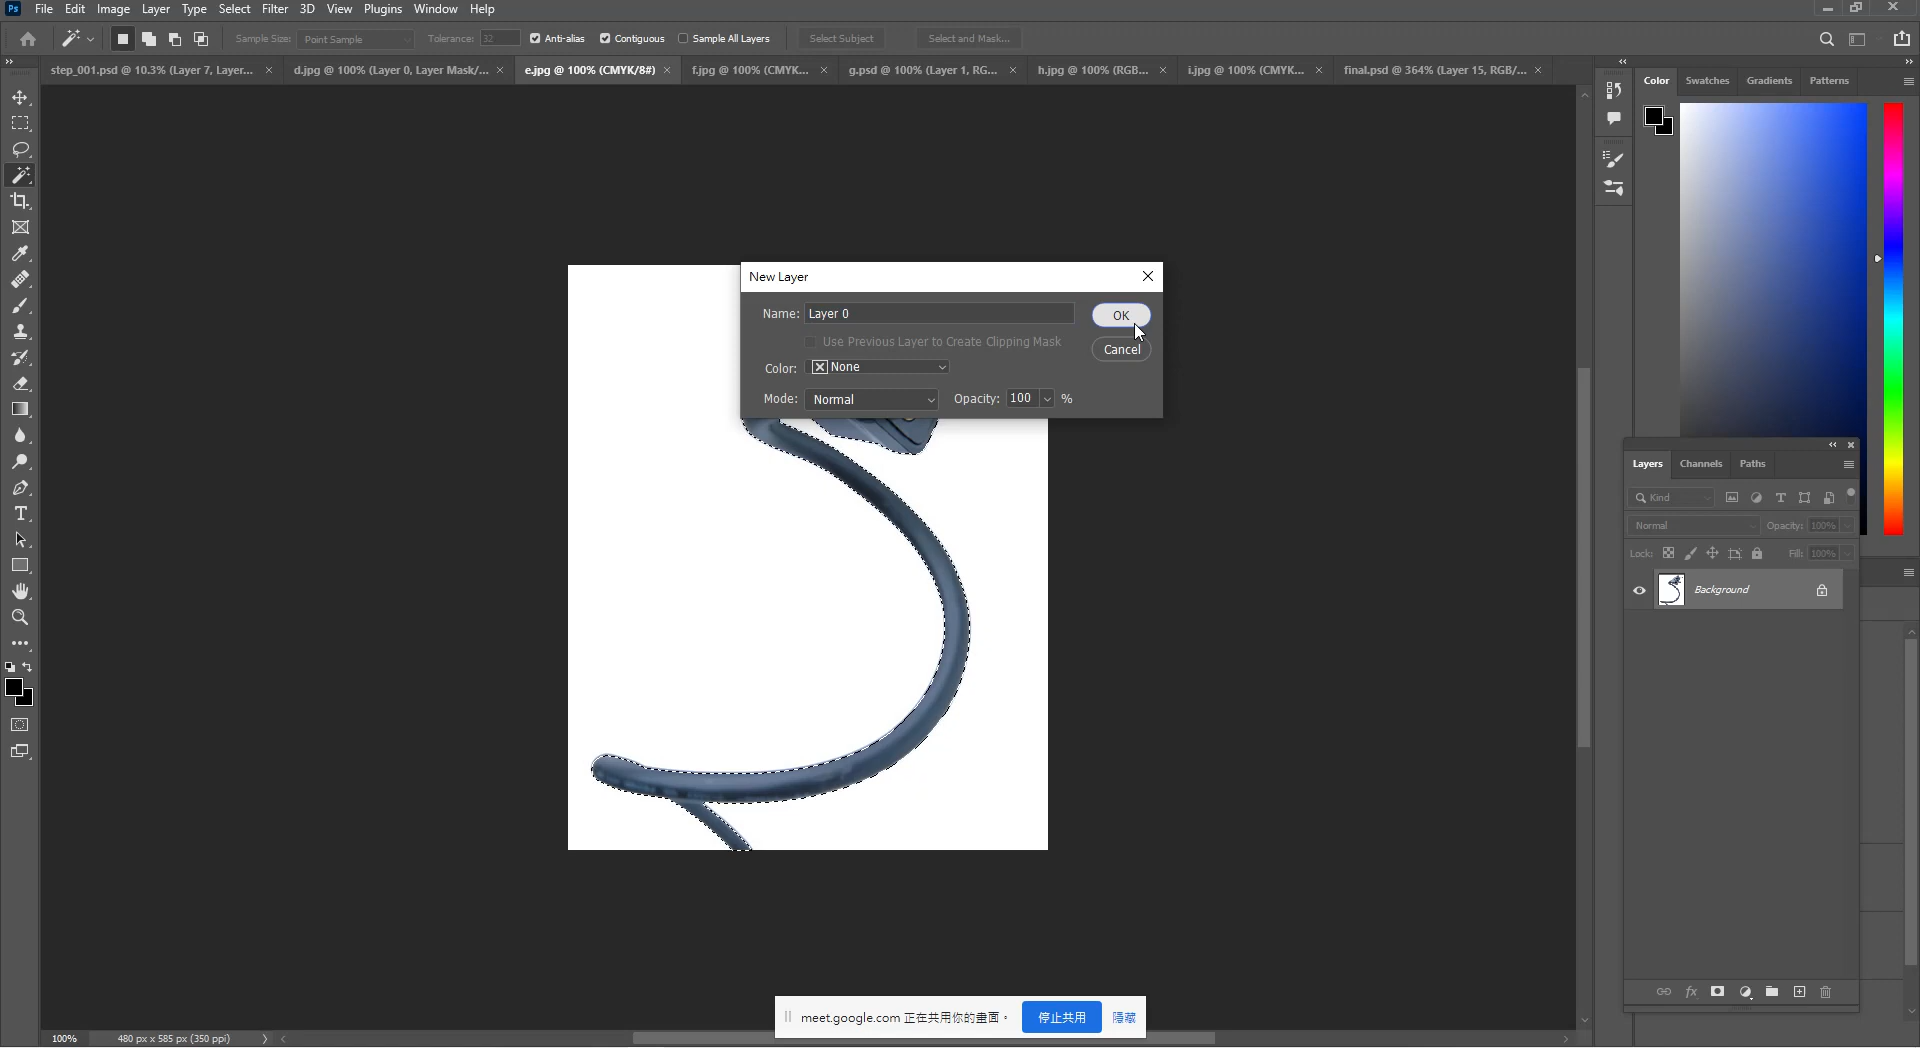 Ps File Edit Image Layer Type Select Filter 3D View Plugins Window Help
Sample Size: Point Sample Tolerance: 32 Anti-alias Contiguous Sample All Layers Select Subject Select and Mask...
step_001.psd @ 10.3% (Layer 7, Layer... d.jpg @ 100% (Layer 0, Layer Mask/... e.jpg @ 100% (CMYK/8#) f.jpg @ 100% (CMYK... g.psd @ 100% (Layer 1, RG... h.jpg @ 100% (RGB... i.jpg @ 100% (CMYK... final.psd @ 364% (Layer 15, RGB/...
Color Swatches Gradients Patterns
New Layer
Name: Layer 0 OK
Use Previous Layer to Create Clipping Mask Cancel
Color: None
Mode: Normal Opacity: 100 %
Layers Channels Paths
Kind
Normal Opacity: 100%
Lock: Fill: 100%
Background
meet.google.com 正在共用你的畫面。 停止共用 隱藏
100% 480 px x 585 px (350 ppi)